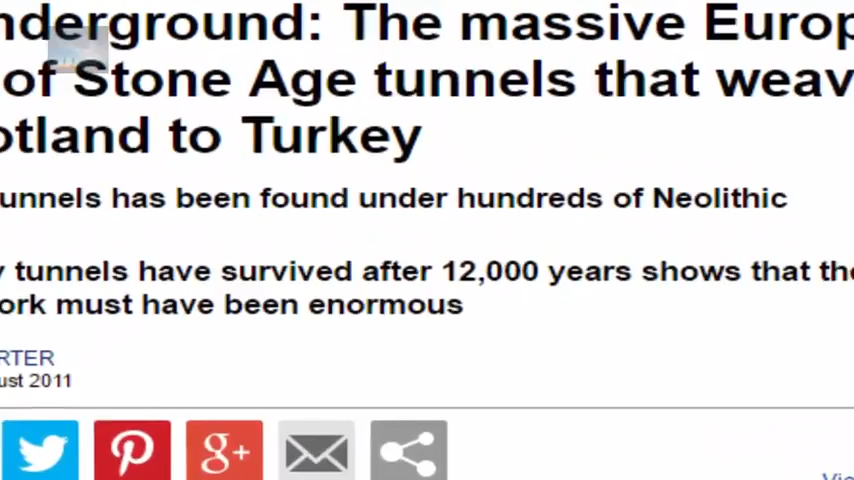 nderground: The massive Europ
of Stone Age tunnels that weav
otland to Turkey
unnels has been found under hundreds of Neolithic
y tunnels have survived after 12,000 years shows that the
ork must have been enormous
RTER
ust 2011
g+
Vie